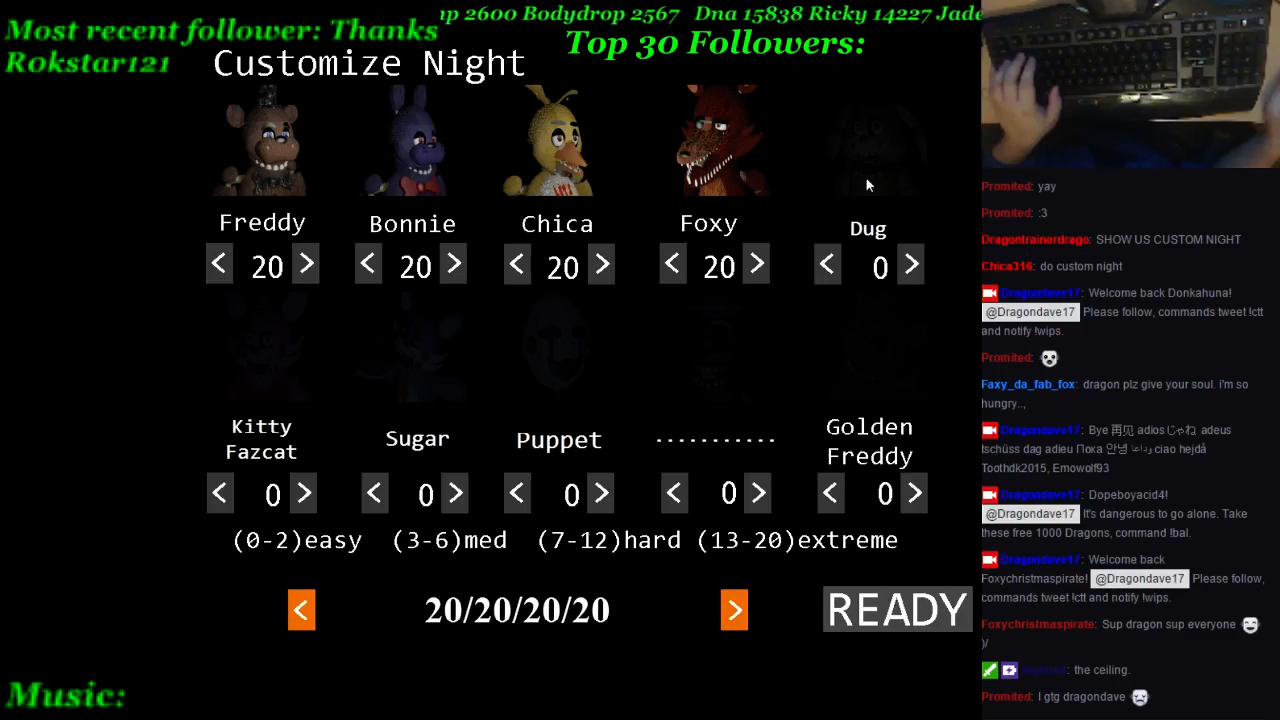 Most recent follower: Thanks
Rokstar121
ip 2600 Bodydrop 2567 Dna 15838 Ricky 14227 Jade
Top 30 Followers:
Customize Night
Freddy
Bonnie
Chica
Foxy
Dug
< 20 >
< 20 >
< 20 >
< 20 >
< 0 >
Kitty
Fazcat
Sugar
Puppet
-----------
Golden
Freddy
< 0 >
< 0 >
< 0 >
< 0 >
< 0 >
(0-2)easy (3-6)med (7-12)hard (13-20)extreme
< 20/20/20/20 >
READY
Music:
Promited: yay
Promited: :3
Dragontrainerdrago: SHOW US CUSTOM NIGHT
Chica316: do custom night
Dragondave17: Welcome back Donkahuna!
@Dragondave17 Please follow, commands tweet !ctt
and notify !wips.
Promited:
Faxy_da_fab_fox: dragon plz give your soul. i'm so
hungry..,
Dragondave17: Bye 再见 adios じゃね adeus
tschüss dag adieu Пока 안녕 وداعا ciao hejdå
Toothdk2015, Emowolf93
Dragondave17: Dopeboyacid4!
@Dragondave17 It's dangerous to go alone. Take
these free 1000 Dragons, command !bal.
Dragondave17: Welcome back
Foxychristmaspirate! @Dragondave17 Please follow,
commands tweet !ctt and notify !wips.
Foxychristmaspirate: Sup dragon sup everyone
)/
: the ceiling.
Promited: I gtg dragondave